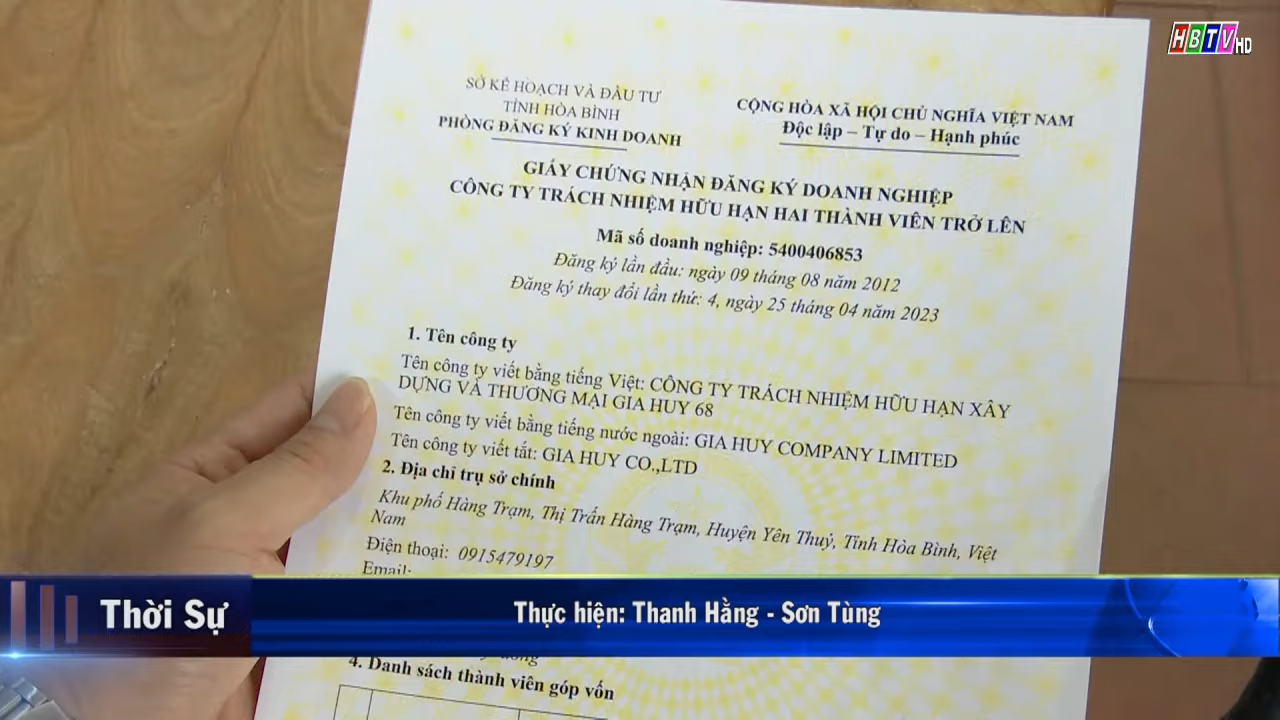 HBTV HD
SỞ KẾ HOẠCH VÀ ĐẦU TƯ
TỈNH HÒA BÌNH
PHÒNG ĐĂNG KÝ KINH DOANH
CỘNG HÒA XÃ HỘI CHỦ NGHĨA VIỆT NAM
Độc lập – Tự do – Hạnh phúc
GIẤY CHỨNG NHẬN ĐĂNG KÝ DOANH NGHIỆP
CÔNG TY TRÁCH NHIỆM HỮU HẠN HAI THÀNH VIÊN TRỞ LÊN
Mã số doanh nghiệp: 5400406853
Đăng ký lần đầu: ngày 09 tháng 08 năm 2012
Đăng ký thay đổi lần thứ: 4, ngày 25 tháng 04 năm 2023
1. Tên công ty
Tên công ty viết bằng tiếng Việt: CÔNG TY TRÁCH NHIỆM HỮU HẠN XÂY
DỰNG VÀ THƯƠNG MẠI GIA HUY 68
Tên công ty viết bằng tiếng nước ngoài: GIA HUY COMPANY LIMITED
Tên công ty viết tắt: GIA HUY CO.,LTD
2. Địa chỉ trụ sở chính
Khu phố Hàng Trạm, Thị Trấn Hàng Trạm, Huyện Yên Thuỷ, Tỉnh Hòa Bình, Việt
Nam
Điện thoại: 0915479197
Email:
Thời Sự
Thực hiện: Thanh Hằng - Sơn Tùng
4. Danh sách thành viên góp vốn